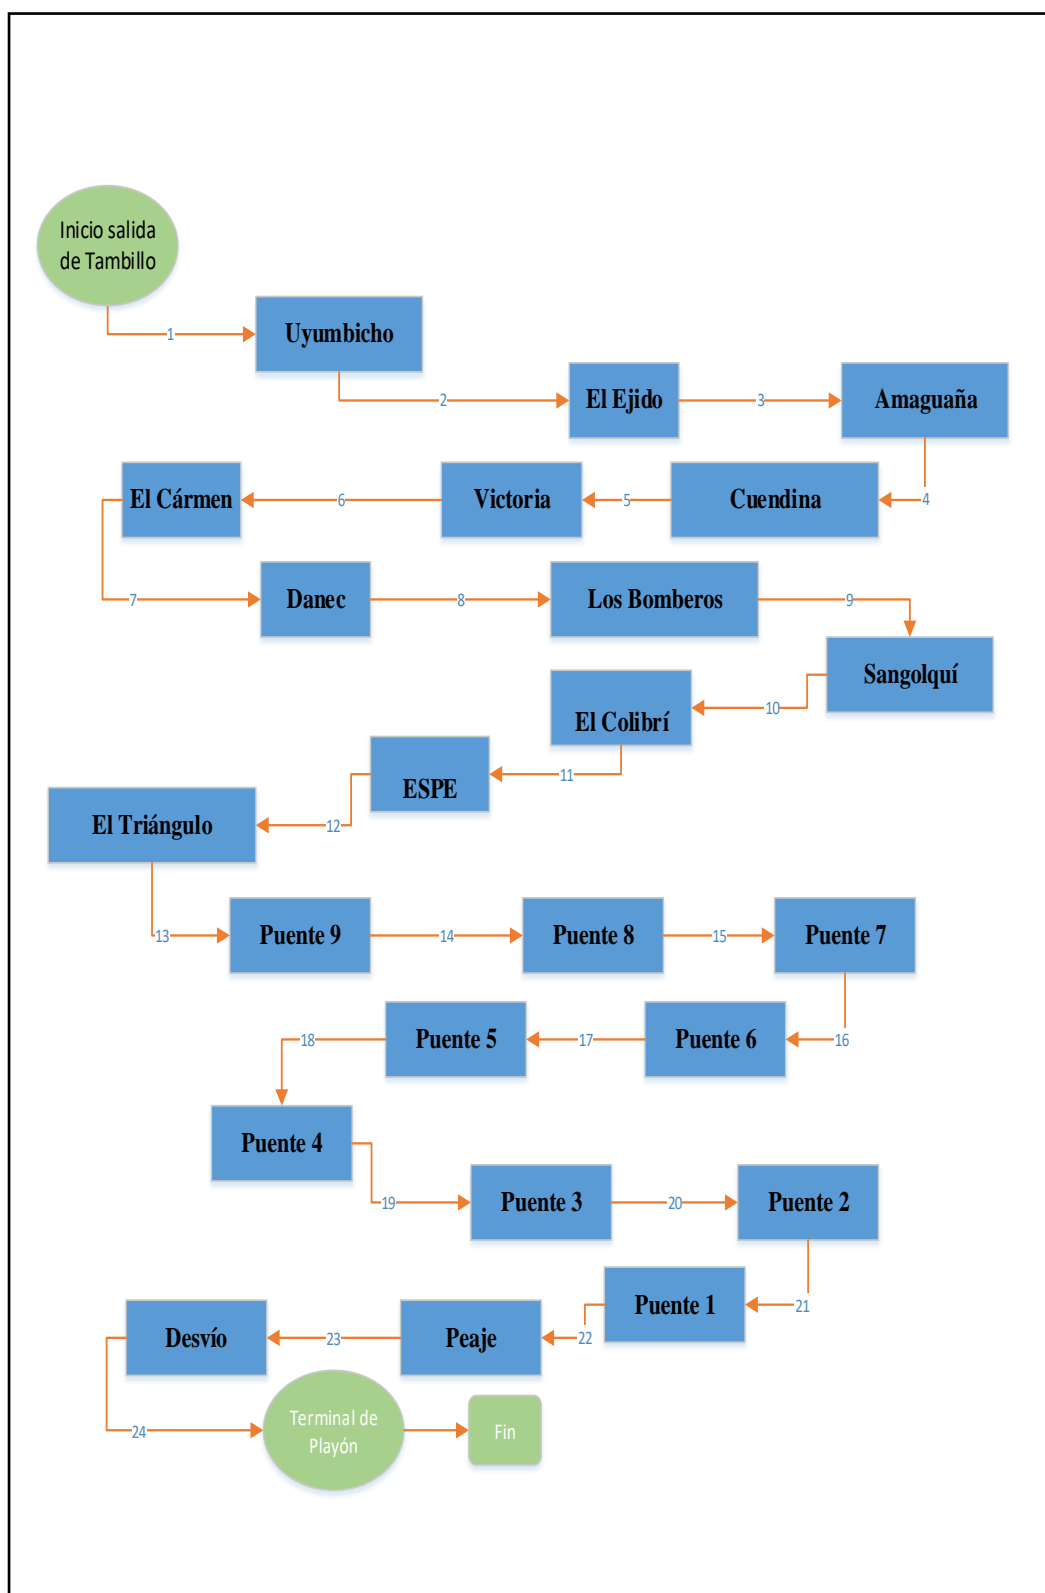 Inicio salida
de Tambillo
1
Uyumbicho
2
El Ejido
3
Amaguaña
4
Cuendina
5
Victoria
6
El Cármen
7
Danec
8
Los Bomberos
9
Sangolquí
10
El Colibrí
11
ESPE
12
El Triángulo
13
Puente 9
14
Puente 8
15
Puente 7
16
Puente 6
17
Puente 5
18
Puente 4
19
Puente 3
20
Puente 2
21
Puente 1
22
Peaje
23
Desvío
24
Terminal de
Playón
Fin